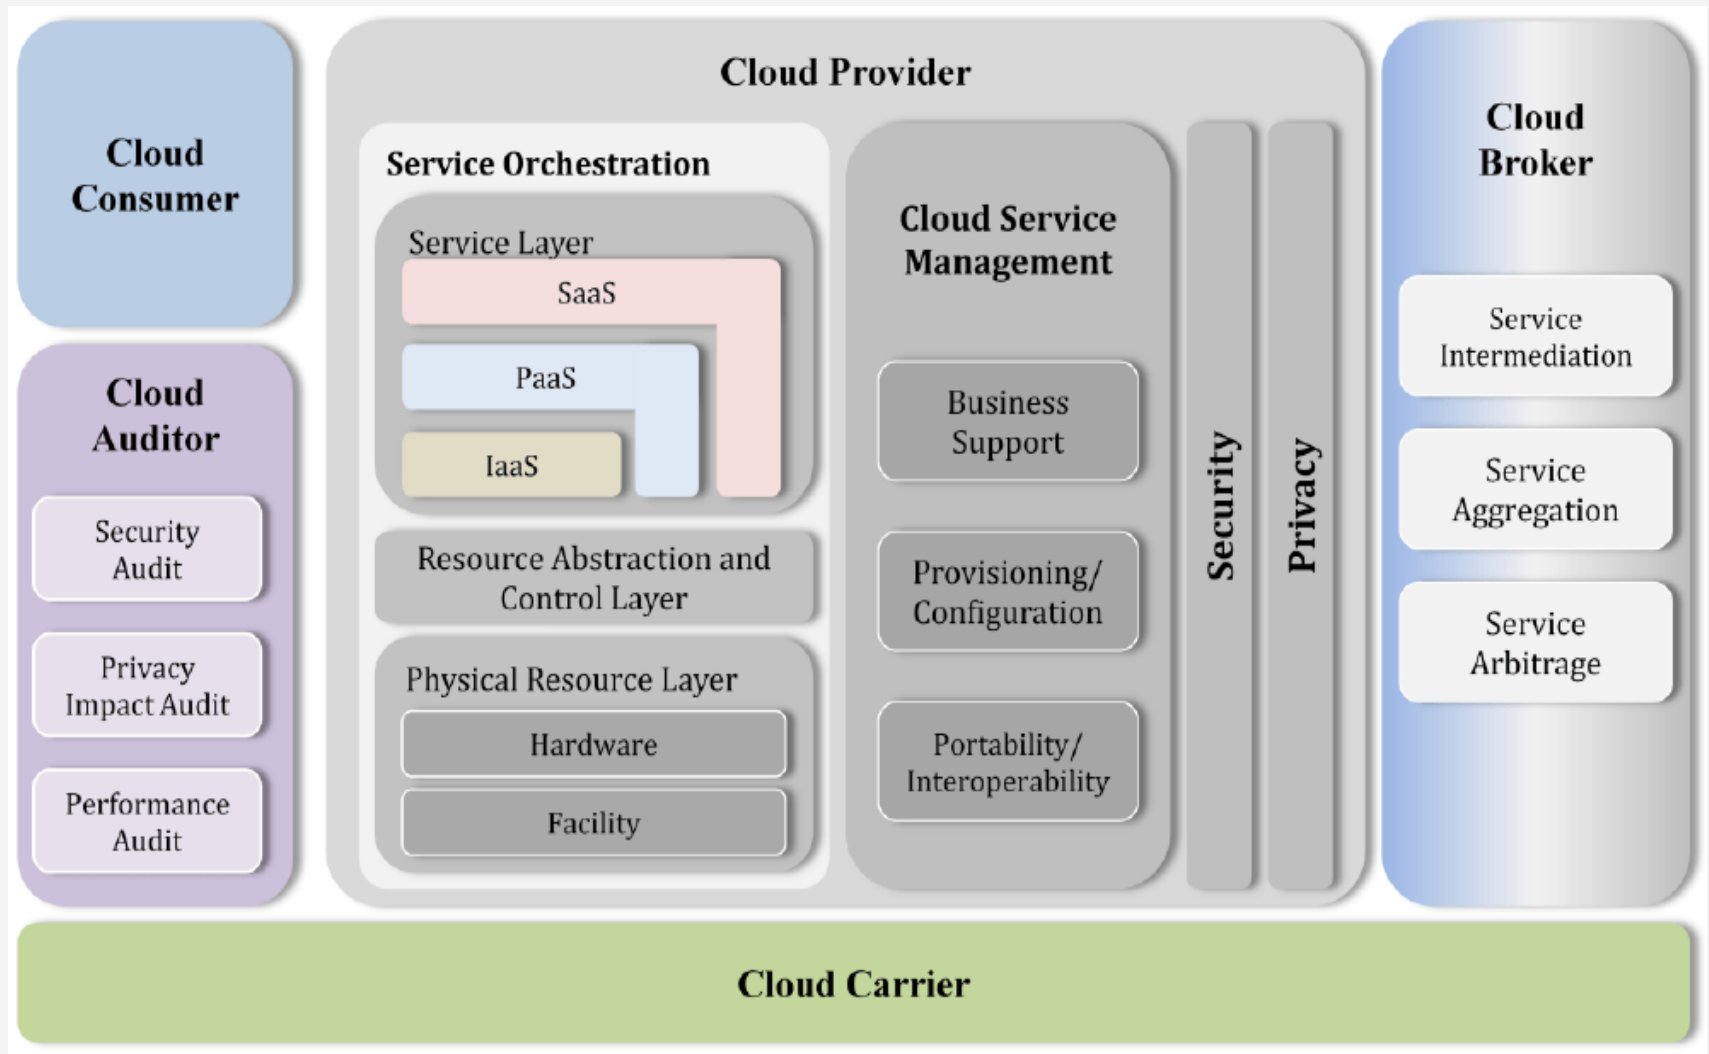 Cloud
Consumer
Cloud
Auditor
Security
Audit
Privacy
Impact Audit
Performance
Audit
Cloud Provider
Service Orchestration
Service Layer
SaaS
PaaS
IaaS
Resource Abstraction and
Control Layer
Physical Resource Layer
Hardware
Facility
Cloud Service
Management
Business
Support
Provisioning/
Configuration
Portability/
Interoperability
Security
Privacy
Cloud
Broker
Service
Intermediation
Service
Aggregation
Service
Arbitrage
Cloud Carrier